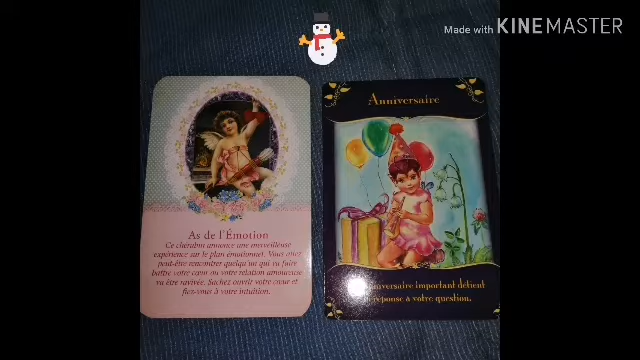 Made with KINEMASTER
Anniversaire
As de l'Émotion
Ce chérubin annonce une merveilleuse
expérience sur le plan émotionnel. Vous allez
peut-être rencontrer quelqu'un qui va faire
battre votre cœur ou votre relation amoureuse
va être ravivée. Sachez ouvrir votre cœur et
fiez-vous à votre intuition.
anniversaire important détient
réponse à votre question.